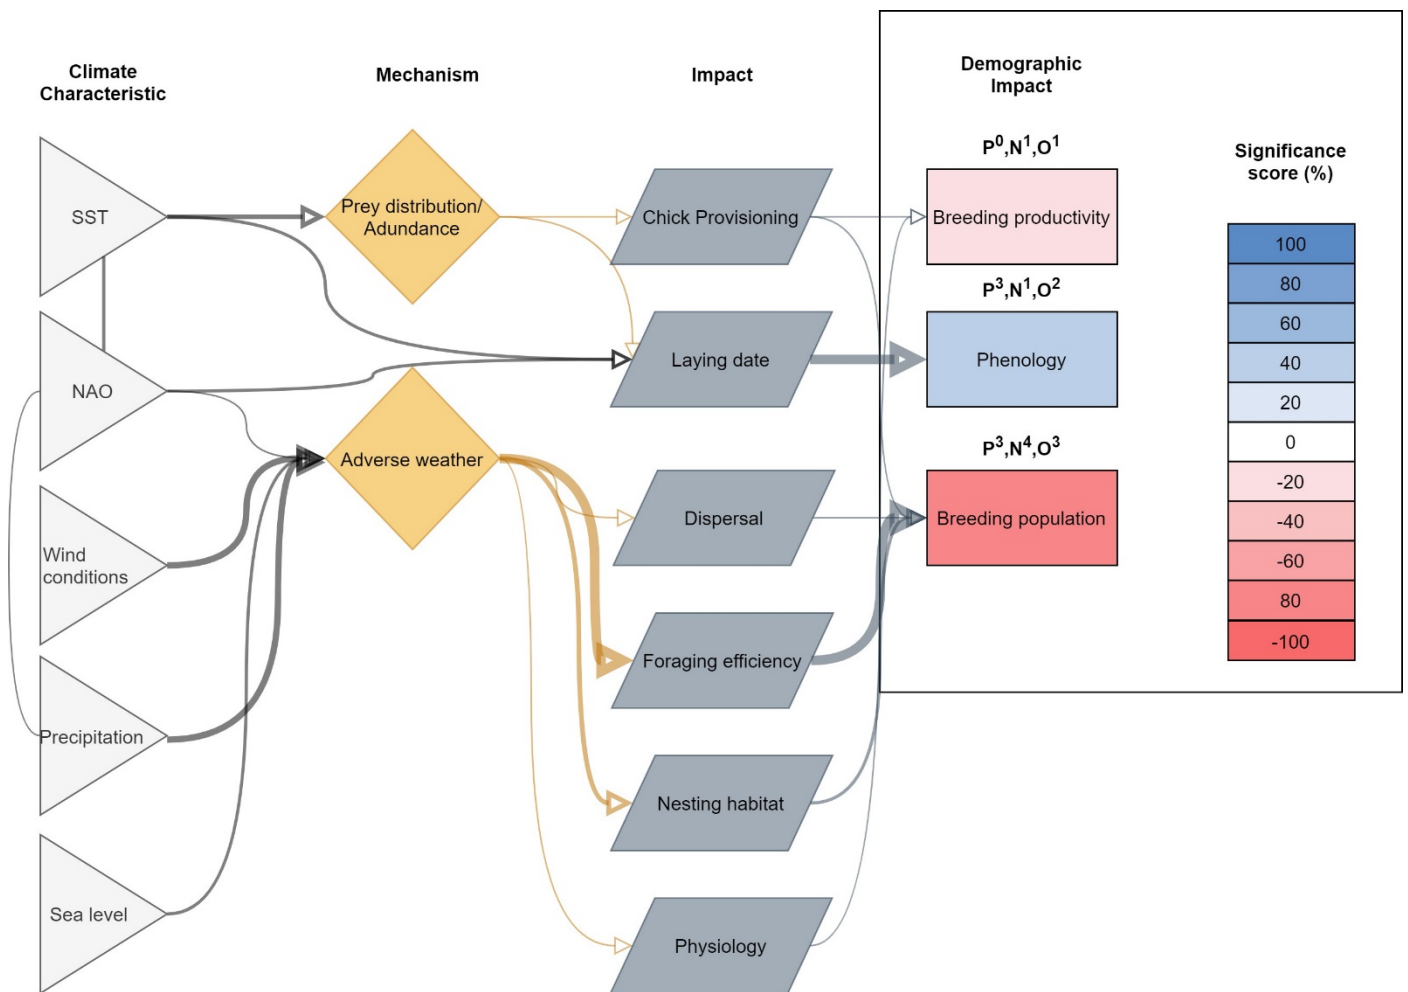 Climate
Characteristic
Mechanism
Impact
Demographic
Impact
SST
NAO
Wind
conditions
Precipitation
Sea level
Prey distribution/
Adundance
Adverse weather
Chick Provisioning
Laying date
Dispersal
Foraging efficiency
Nesting habitat
Physiology
P⁰,N¹,O¹
Breeding productivity
P³,N¹,O²
Phenology
P³,N⁴,O³
Breeding population
Significance
score (%)
100
80
60
40
20
0
-20
-40
-60
80
-100